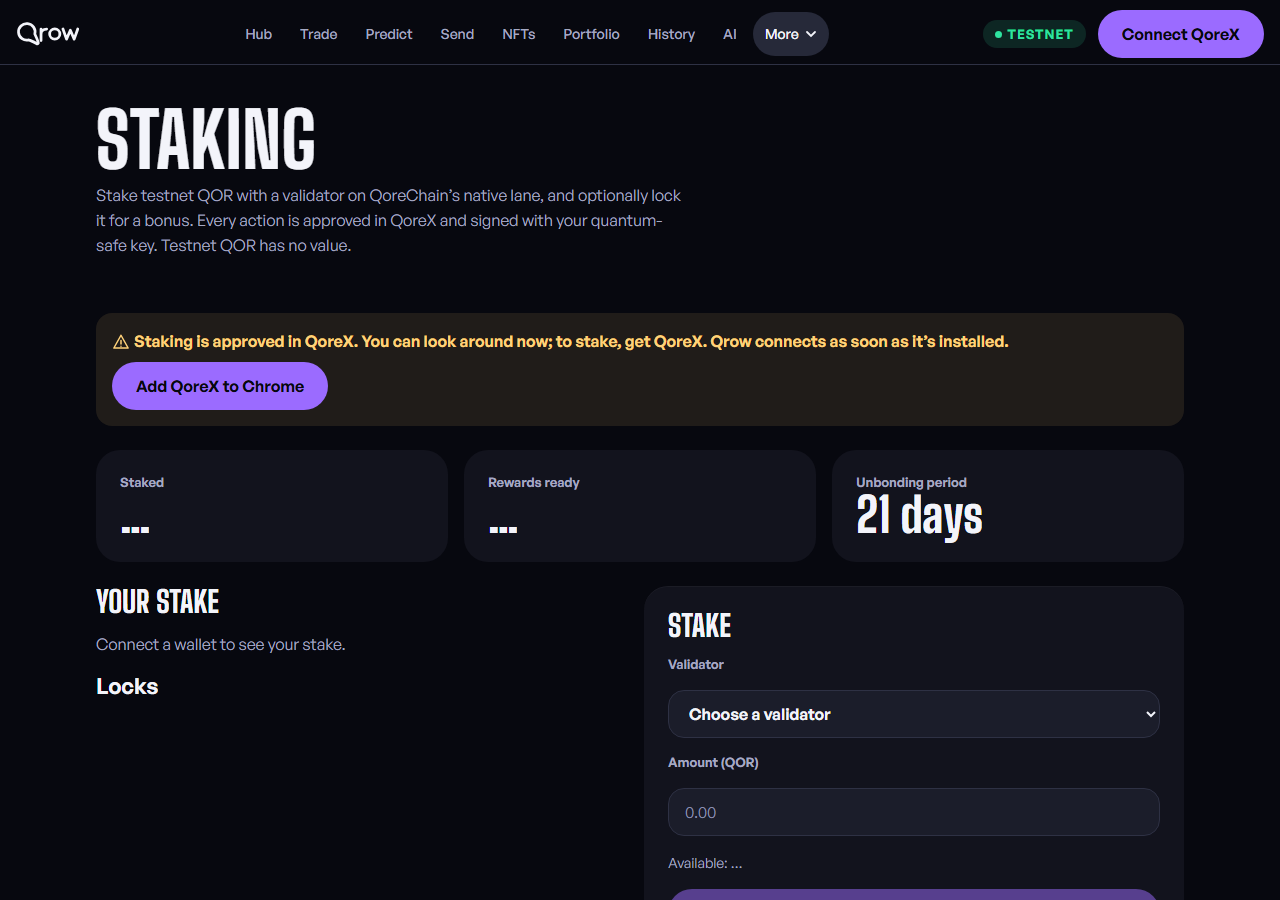 Qrow
Hub
Trade
Predict
Send
NFTs
Portfolio
History
AI
More
TESTNET
Connect QoreX
STAKING
Stake testnet QOR with a validator on QoreChain’s native lane, and optionally lock
it for a bonus. Every action is approved in QoreX and signed with your quantum-
safe key. Testnet QOR has no value.
Staking is approved in QoreX. You can look around now; to stake, get QoreX. Qrow connects as soon as it’s installed.
Add QoreX to Chrome
Staked
---
Rewards ready
---
Unbonding period
21 days
YOUR STAKE
Connect a wallet to see your stake.
Locks
STAKE
Validator
Choose a validator
Amount (QOR)
0.00
Available: …